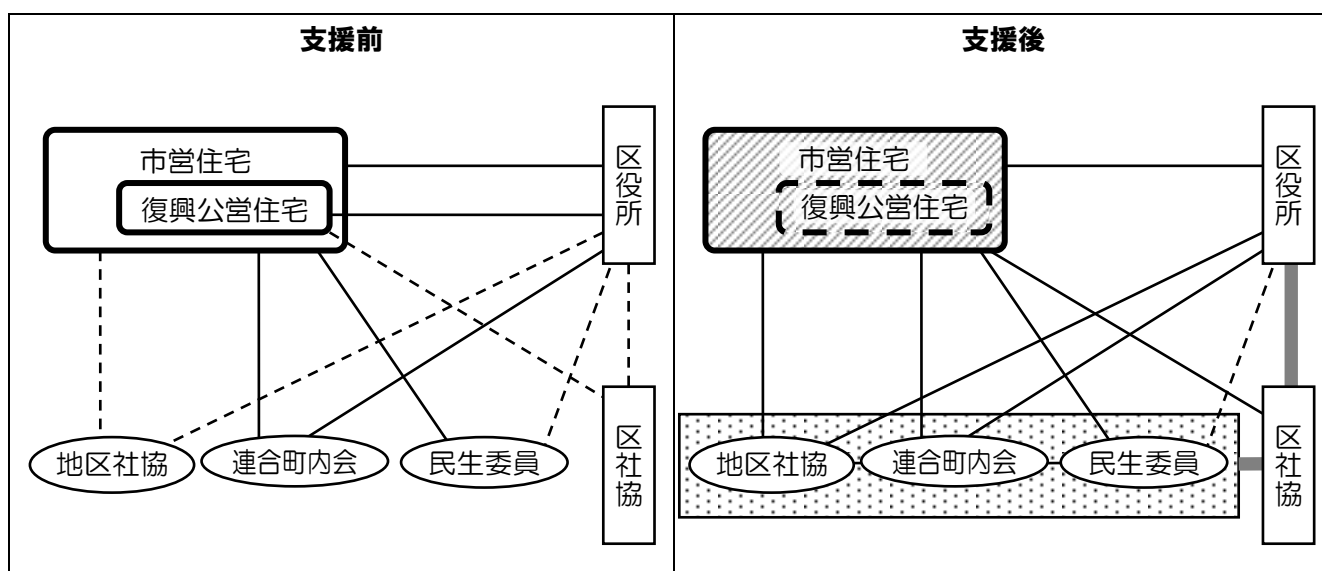 支援前
市営住宅
復興公営住宅
区役所
地区社協
連合町内会
民生委員
区社協
支援後
市営住宅
復興公営住宅
区役所
地区社協
連合町内会
民生委員
区社協